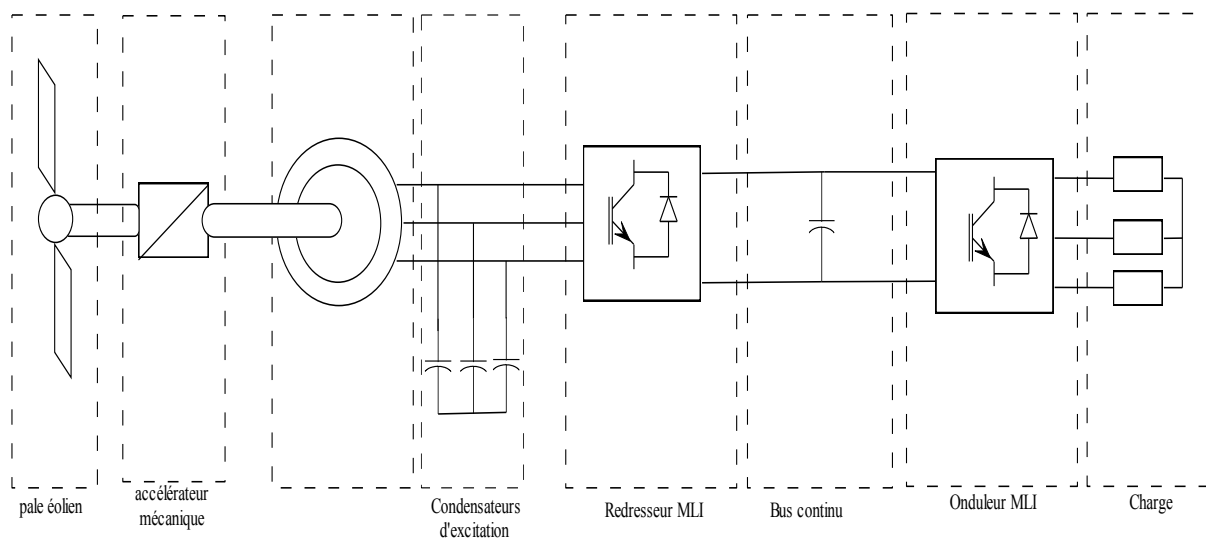 pale éolien
accélérateur
mécanique
Condensateurs
d'excitation
Redresseur MLI
Bus continu
Onduleur MLI
Charge